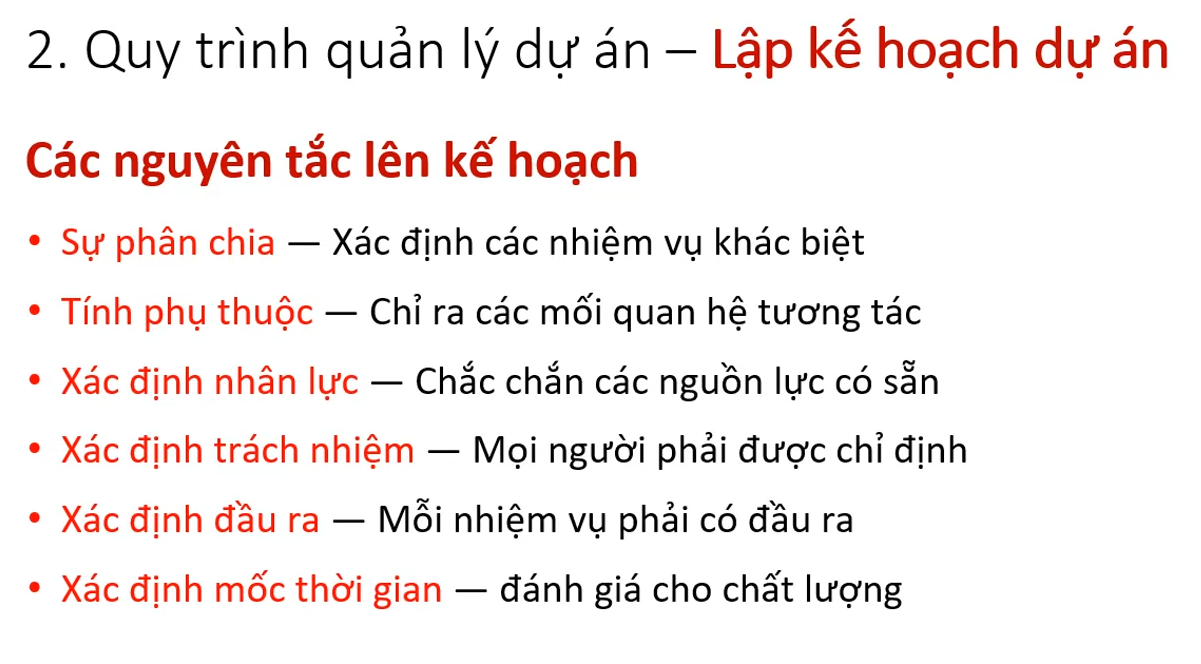 2. Quy trình quản lý dự án – Lập kế hoạch dự án
Các nguyên tắc lên kế hoạch
• Sự phân chia — Xác định các nhiệm vụ khác biệt
• Tính phụ thuộc — Chỉ ra các mối quan hệ tương tác
• Xác định nhân lực — Chắc chắn các nguồn lực có sẵn
• Xác định trách nhiệm — Mọi người phải được chỉ định
• Xác định đầu ra — Mỗi nhiệm vụ phải có đầu ra
• Xác định mốc thời gian — đánh giá cho chất lượng